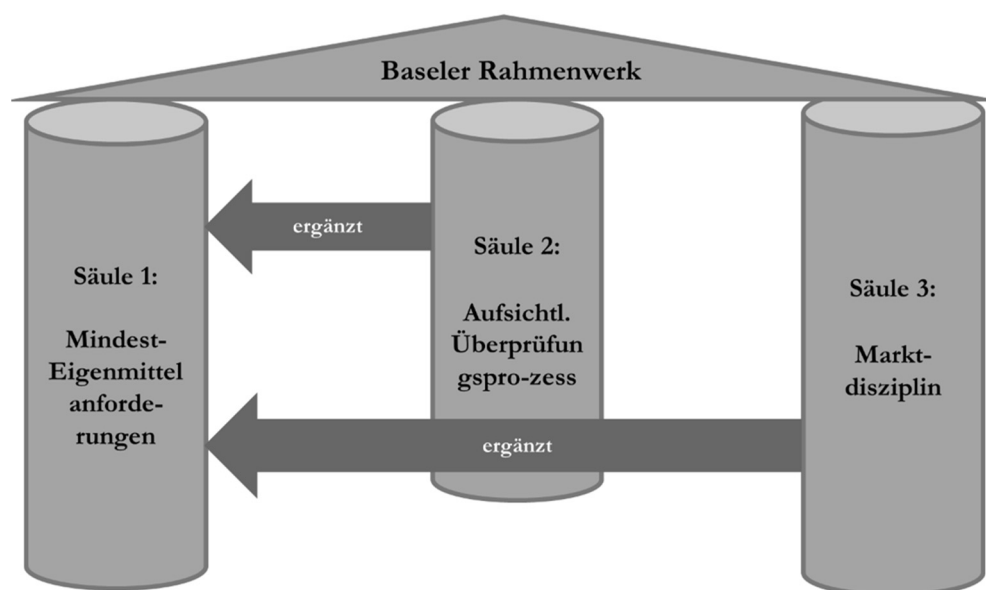 Baseler Rahmenwerk
Säule 1:
Mindest-
Eigenmittel
anforde-
rungen
ergänzt
Säule 2:
Aufsichtl.
Überprüfun
gspro-zess
ergänzt
Säule 3:
Markt-
disziplin